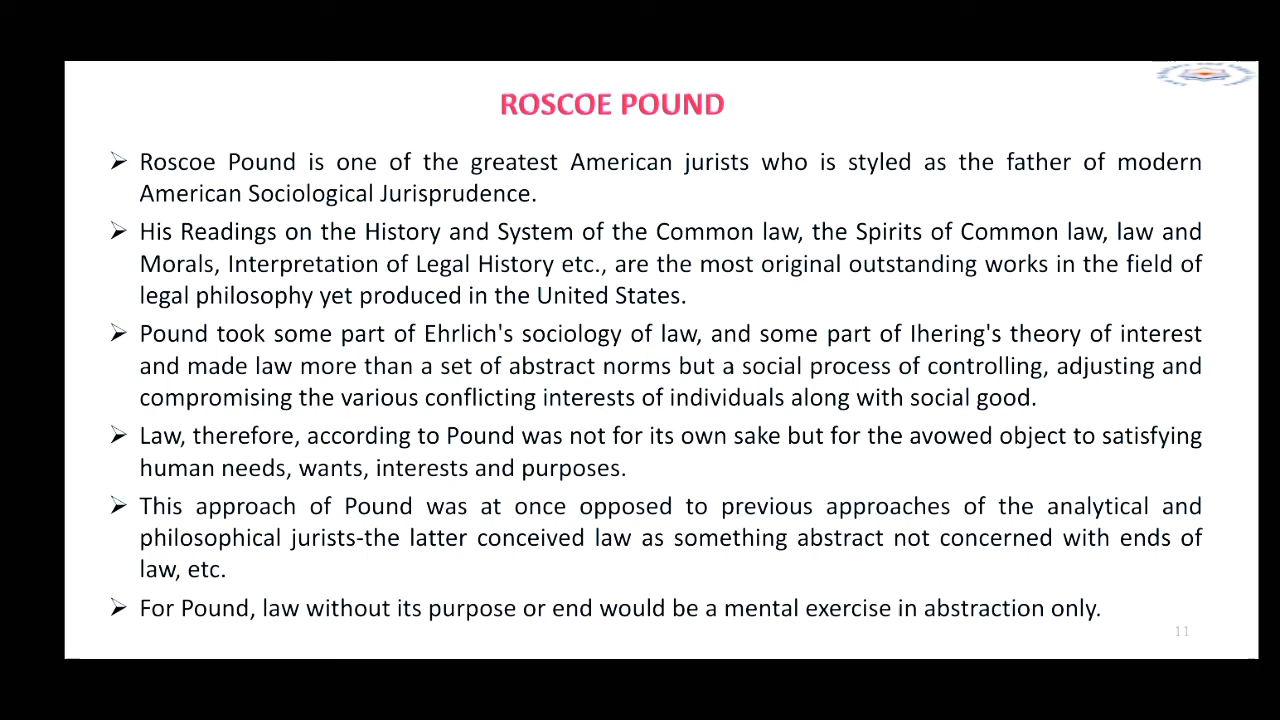 ROSCOE POUND
➢ Roscoe Pound is one of the greatest American jurists who is styled as the father of modern
American Sociological Jurisprudence.
➢ His Readings on the History and System of the Common law, the Spirits of Common law, law and
Morals, Interpretation of Legal History etc., are the most original outstanding works in the field of
legal philosophy yet produced in the United States.
➢ Pound took some part of Ehrlich's sociology of law, and some part of Ihering's theory of interest
and made law more than a set of abstract norms but a social process of controlling, adjusting and
compromising the various conflicting interests of individuals along with social good.
➢ Law, therefore, according to Pound was not for its own sake but for the avowed object to satisfying
human needs, wants, interests and purposes.
➢ This approach of Pound was at once opposed to previous approaches of the analytical and
philosophical jurists-the latter conceived law as something abstract not concerned with ends of
law, etc.
➢ For Pound, law without its purpose or end would be a mental exercise in abstraction only.
11